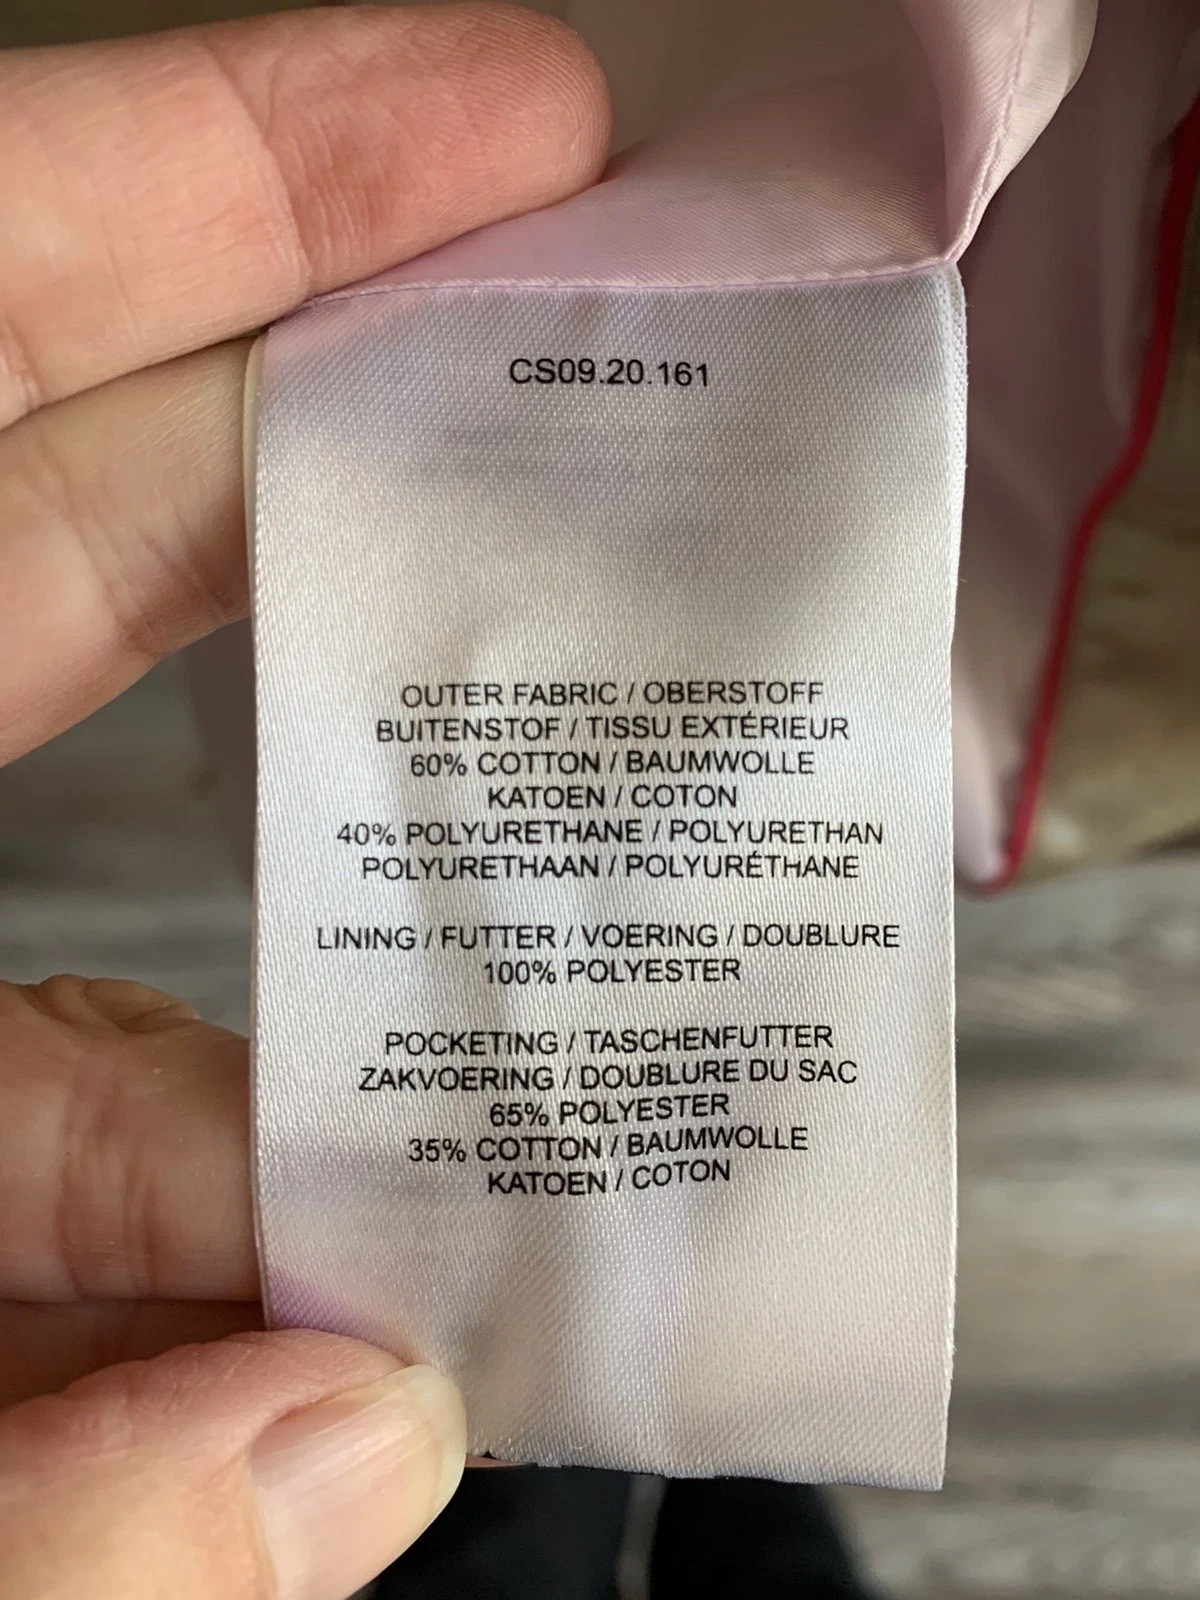 CS09.20.161
OUTER FABRIC / OBERSTOFF
BUITENSTOF / TISSU EXTÉRIEUR
60% COTTON / BAUMWOLLE
KATOEN / COTON
40% POLYURETHANE / POLYURETHAN
POLYURETHAAN / POLYURÉTHANE
LINING / FUTTER / VOERING / DOUBLURE
100% POLYESTER
POCKETING / TASCHENFUTTER
ZAKVOERING / DOUBLURE DU SAC
65% POLYESTER
35% COTTON / BAUMWOLLE
KATOEN / COTON